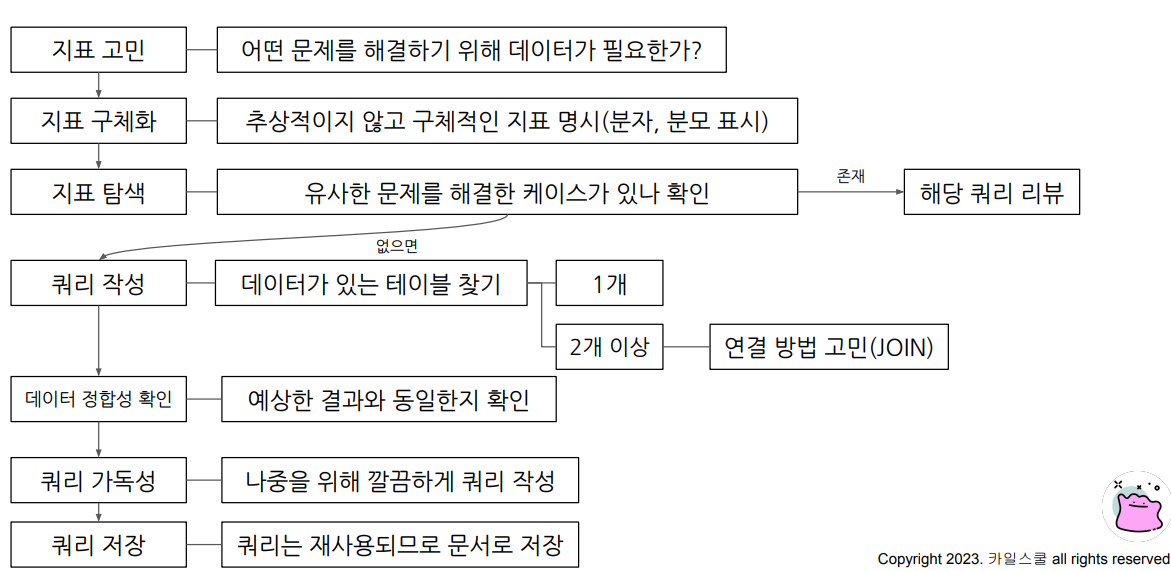 지표 고민
어떤 문제를 해결하기 위해 데이터가 필요한가?
지표 구체화
추상적이지 않고 구체적인 지표 명시(분자, 분모 표시)
지표 탐색
유사한 문제를 해결한 케이스가 있나 확인
존재
해당 쿼리 리뷰
없으면
쿼리 작성
데이터가 있는 테이블 찾기
1개
2개 이상
연결 방법 고민(JOIN)
데이터 정합성 확인
예상한 결과와 동일한지 확인
쿼리 가독성
나중을 위해 깔끔하게 쿼리 작성
쿼리 저장
쿼리는 재사용되므로 문서로 저장
Copyright 2023. 카일스쿨 all rights reserved